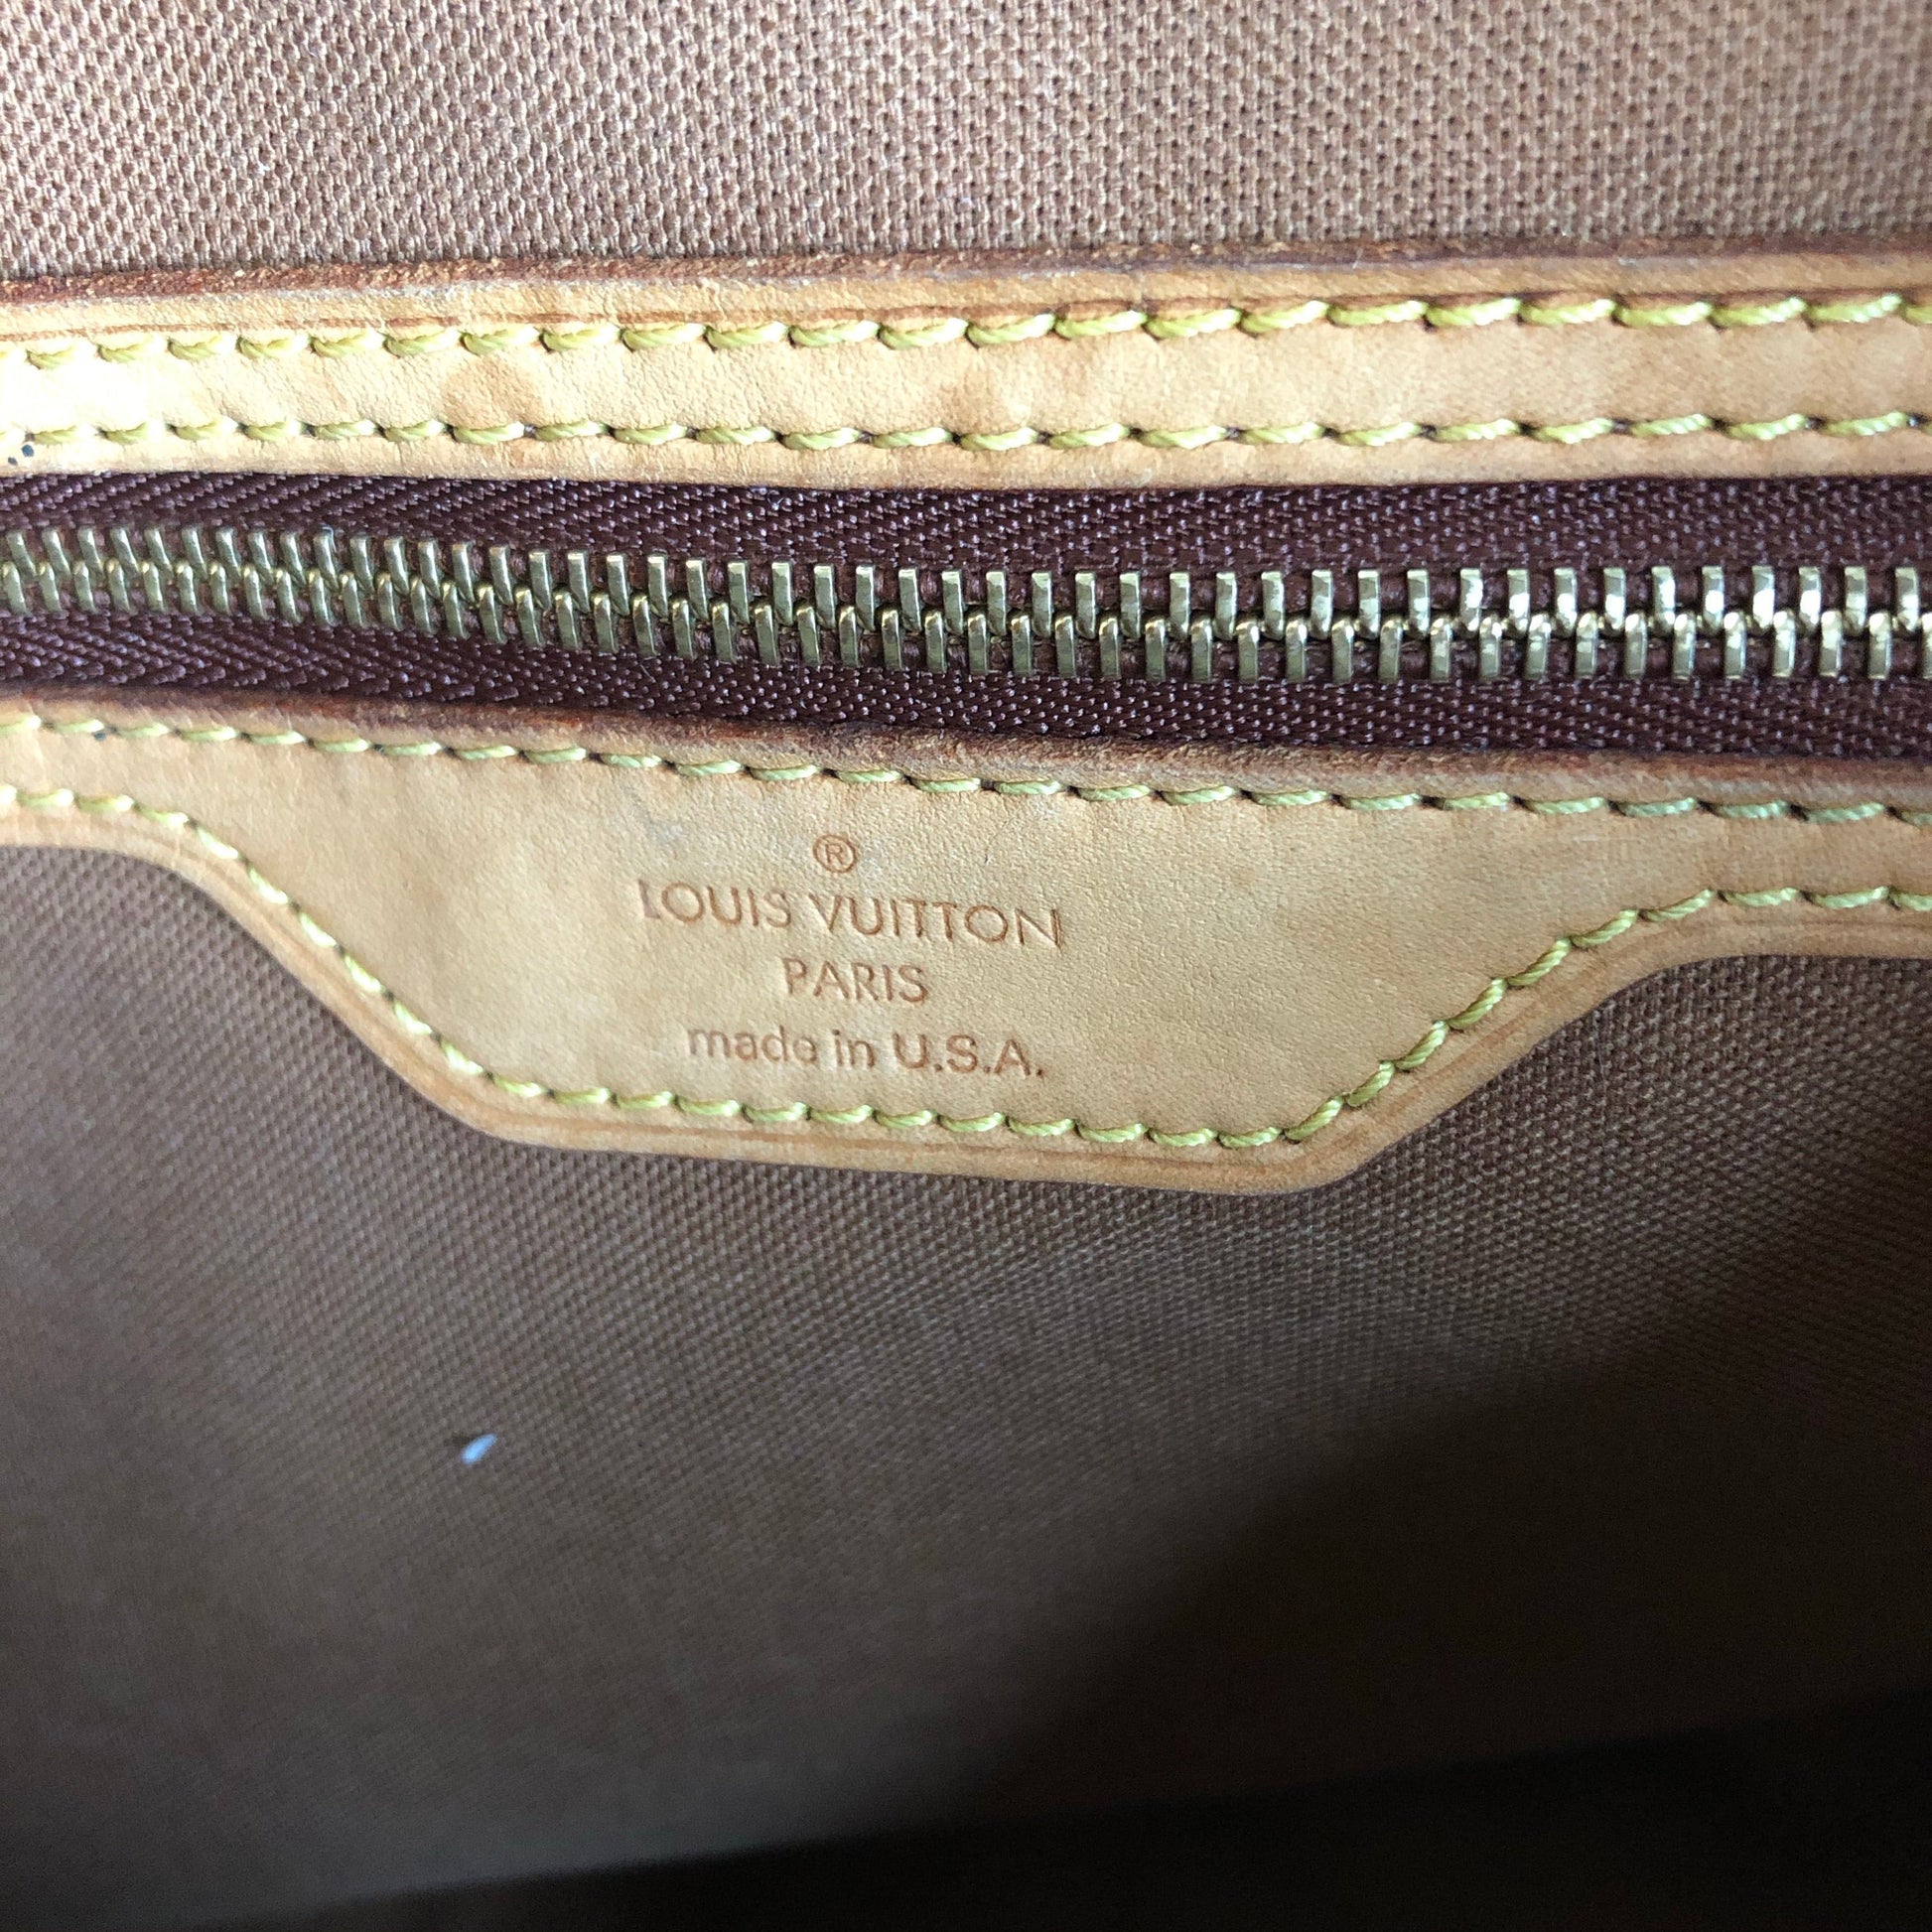 ®
LOUIS VUITTON
PARIS
made in U.S.A.